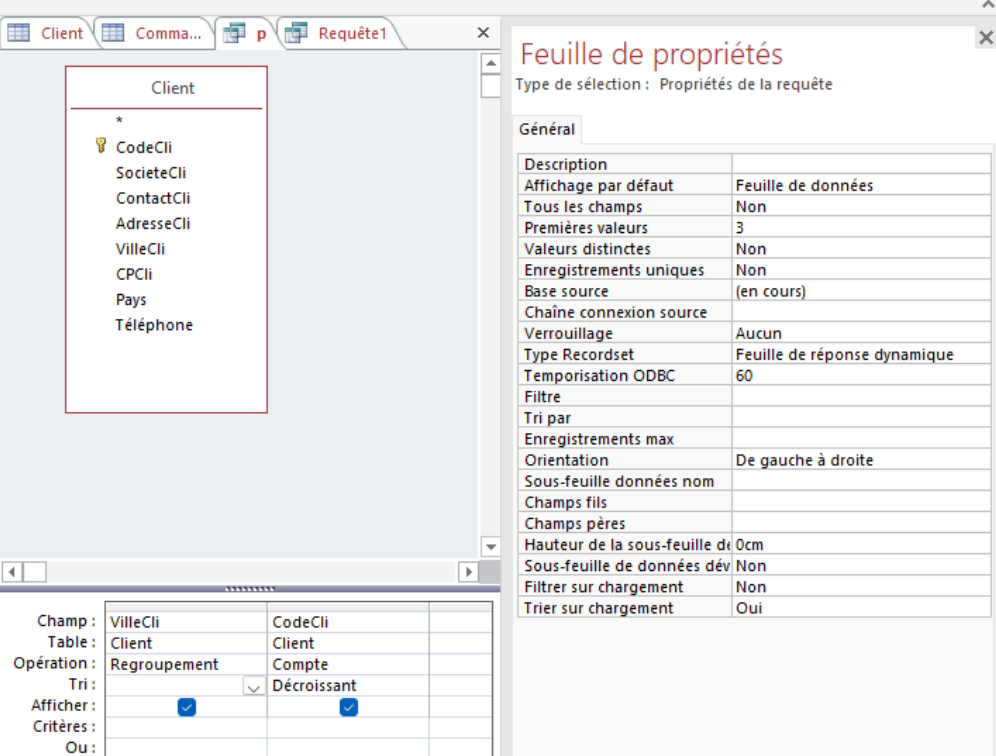 Client Comma... p Requête1
Client
*
CodeCli
SocieteCli
ContactCli
AdresseCli
VilleCli
CPCli
Pays
Téléphone
Champ : VilleCli CodeCli
Table : Client Client
Opération : Regroupement Compte
Tri : Décroissant
Afficher :
Critères :
Ou :
Feuille de propriétés
Type de sélection : Propriétés de la requête
Général
Description
Affichage par défaut Feuille de données
Tous les champs Non
Premières valeurs 3
Valeurs distinctes Non
Enregistrements uniques Non
Base source (en cours)
Chaîne connexion source
Verrouillage Aucun
Type Recordset Feuille de réponse dynamique
Temporisation ODBC 60
Filtre
Tri par
Enregistrements max
Orientation De gauche à droite
Sous-feuille données nom
Champs fils
Champs pères
Hauteur de la sous-feuille de 0cm
Sous-feuille de données dév Non
Filtrer sur chargement Non
Trier sur chargement Oui